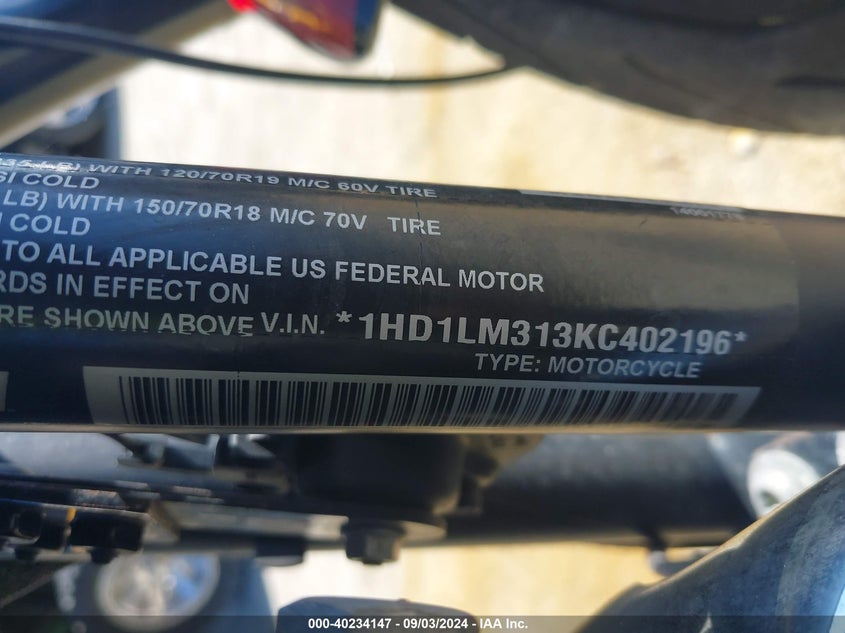 WITH 120/70R19 M/C 60V TIRE
SI COLD
LB) WITH 150/70R18 M/C 70V TIRE
COLD
TO ALL APPLICABLE US FEDERAL MOTOR
RDS IN EFFECT ON
RE SHOWN ABOVE V.I.N. *1HD1LM313KC402196*
TYPE: MOTORCYCLE
000-40234147 - 09/03/2024 - IAA Inc.